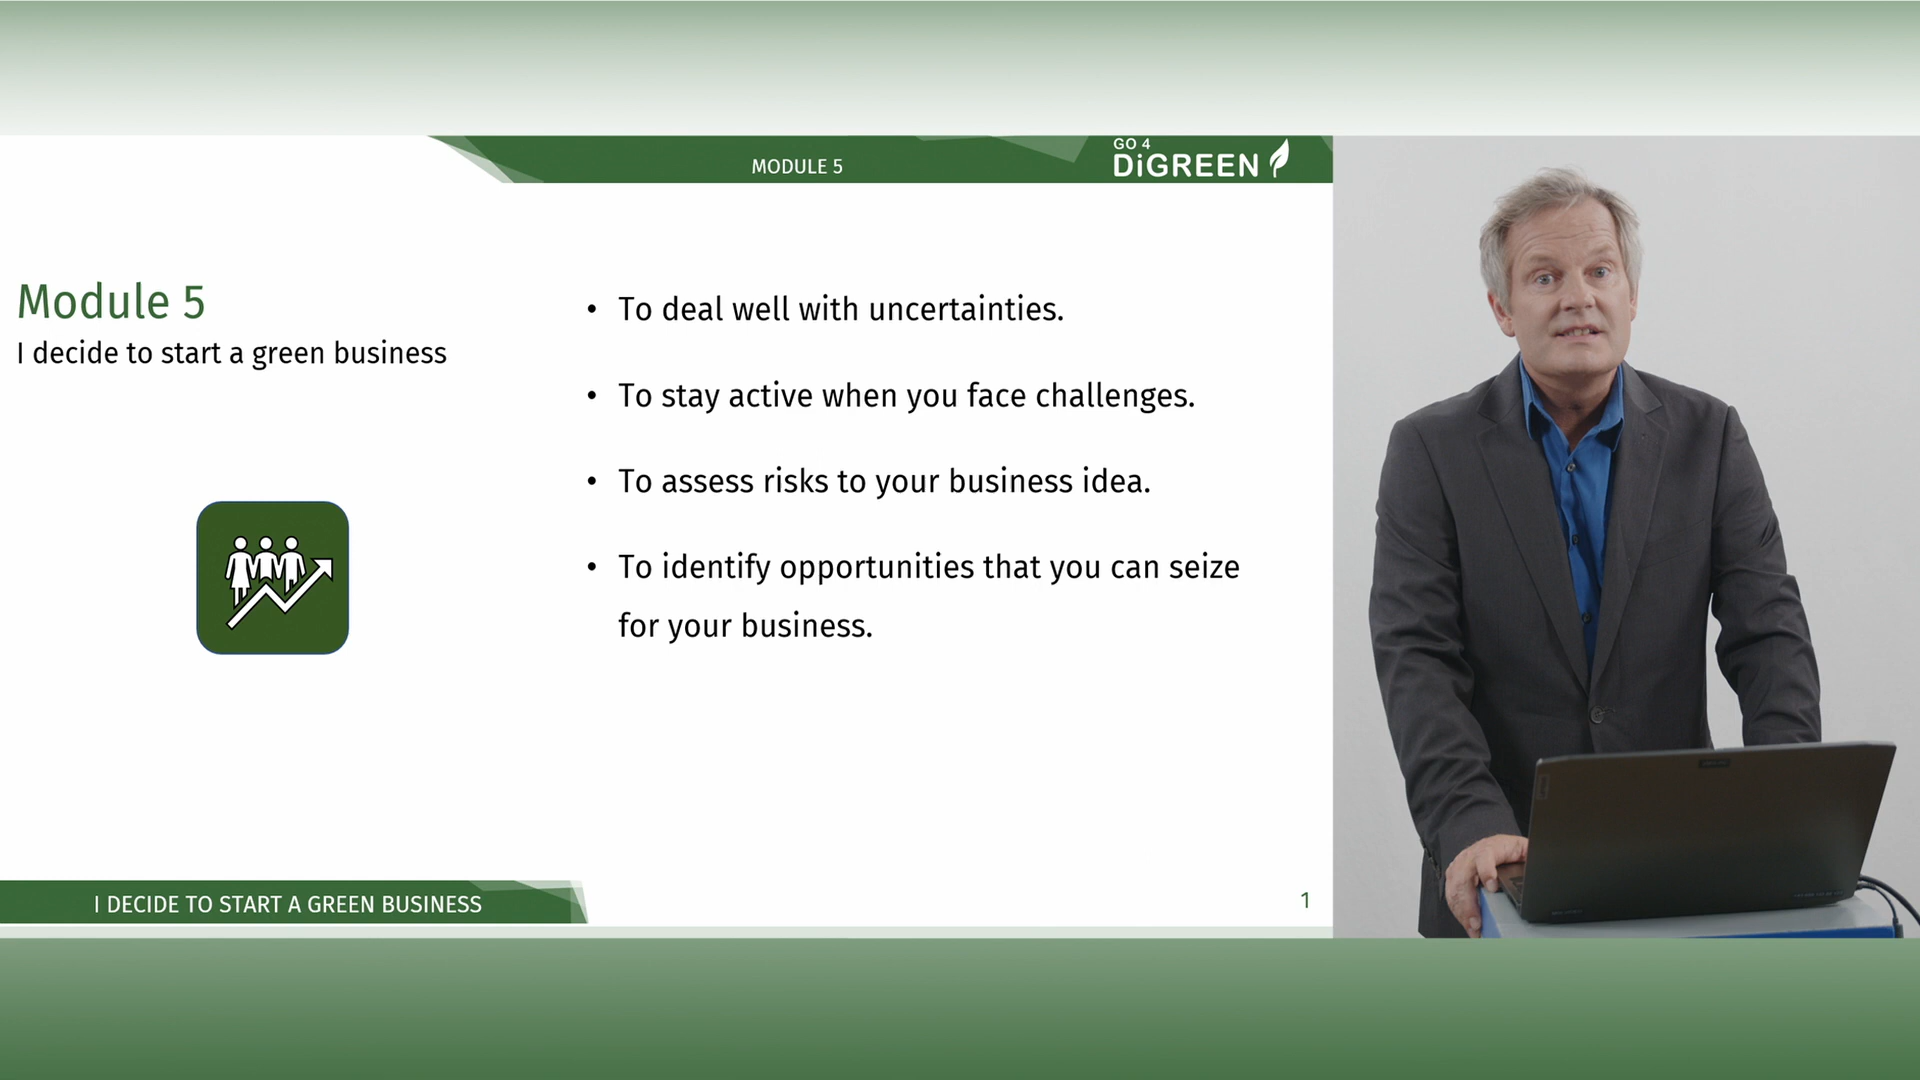 MODULE 5
GO 4
DiGREEN
Module 5
I decide to start a green business
• To deal well with uncertainties.
• To stay active when you face challenges.
• To assess risks to your business idea.
• To identify opportunities that you can seize
for your business.
I DECIDE TO START A GREEN BUSINESS
1